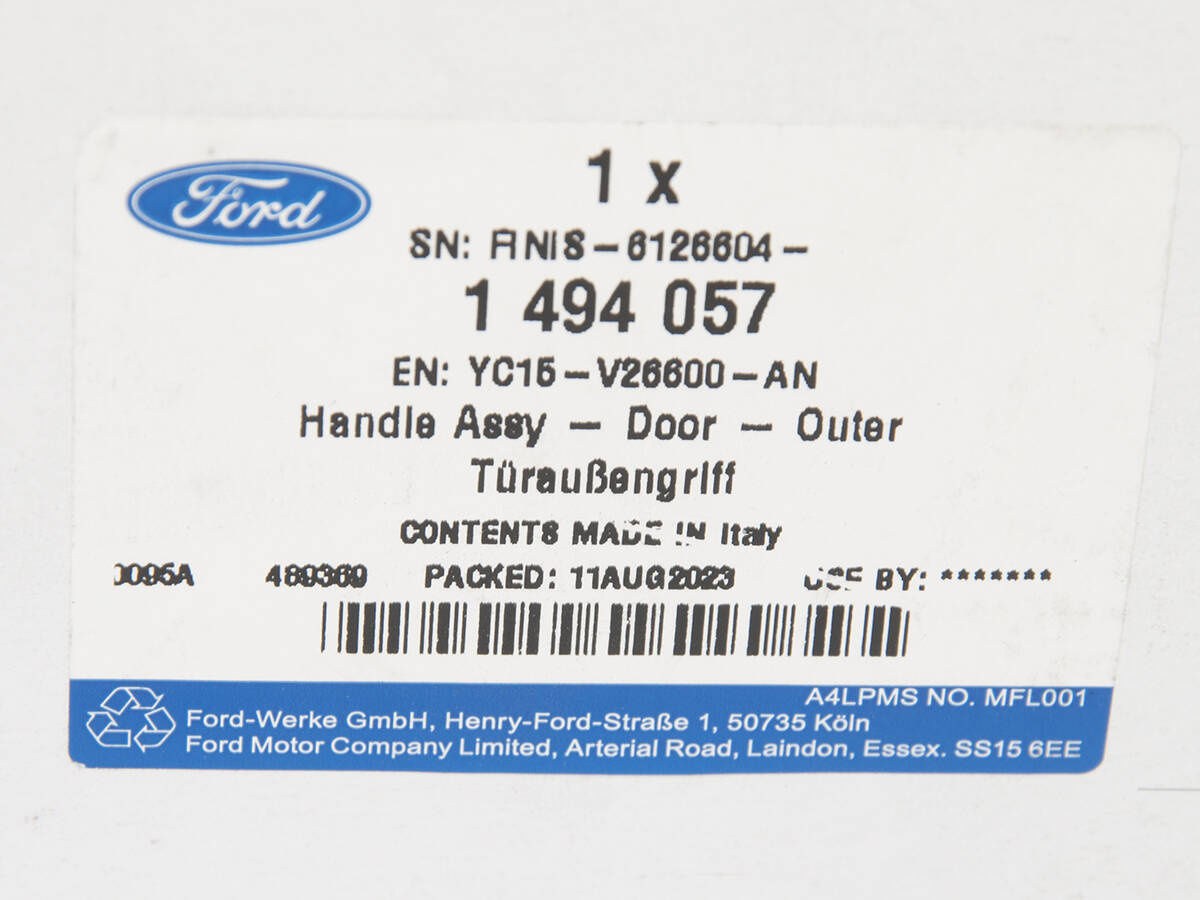 Ford
1 x
SN: FINIS-6126604-
1 494 057
EN: YC15-V26600-AN
Handle Assy - Door - Outer
Türaußengriff
CONTENTS MADE IN Italy
0095A 489369 PACKED: 11AUG2023 USE BY: *******
A4LPMS NO. MFL001
Ford-Werke GmbH, Henry-Ford-Straße 1, 50735 Köln
Ford Motor Company Limited, Arterial Road, Laindon, Essex. SS15 6EE